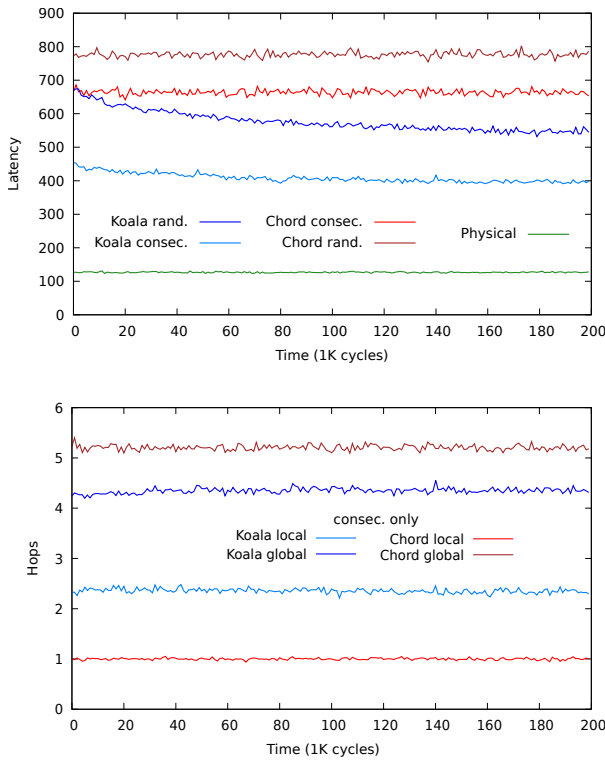 900
800
700
600
500
400
300
200
100
0
Latency
Koala rand.
Koala consec.
Chord consec.
Chord rand.
Physical
0 20 40 60 80 100 120 140 160 180 200
Time (1K cycles)
6
5
4
3
2
1
0
Hops
consec. only
Koala local
Koala global
Chord local
Chord global
0 20 40 60 80 100 120 140 160 180 200
Time (1K cycles)